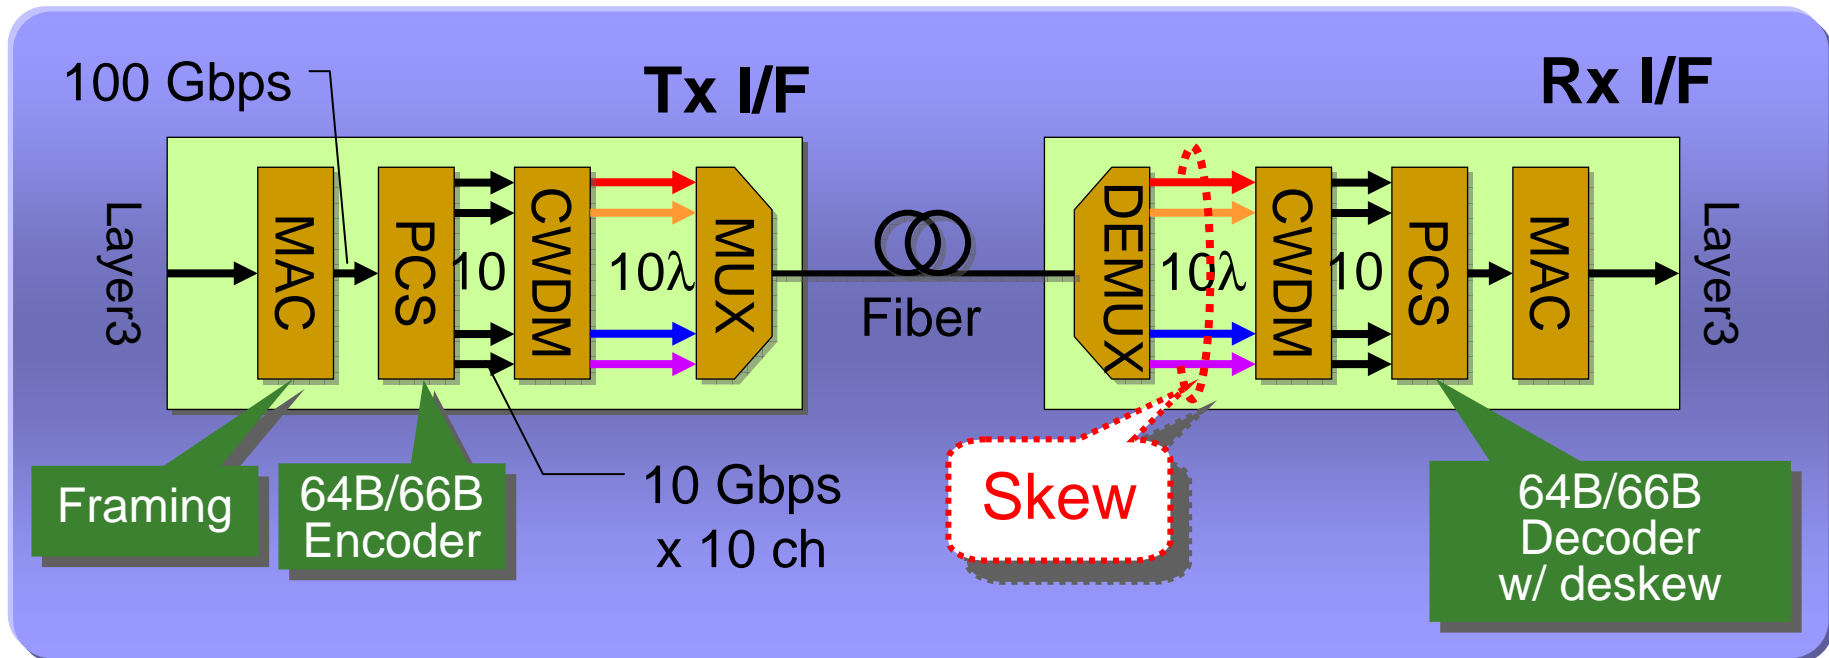 100 Gbps
Tx I/F
Rx I/F
Layer3
MAC
PCS
10
CWDM
10λ
MUX
Fiber
DEMUX
10λ
CWDM
10
PCS
MAC
Layer3
Framing
64B/66B
Encoder
10 Gbps
x 10 ch
Skew
64B/66B
Decoder
w/ deskew